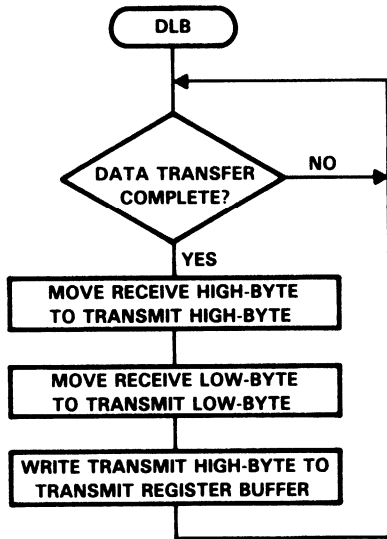 DLB
DATA TRANSFER
COMPLETE?
NO
YES
MOVE RECEIVE HIGH-BYTE
TO TRANSMIT HIGH-BYTE
MOVE RECEIVE LOW-BYTE
TO TRANSMIT LOW-BYTE
WRITE TRANSMIT HIGH-BYTE TO
TRANSMIT REGISTER BUFFER